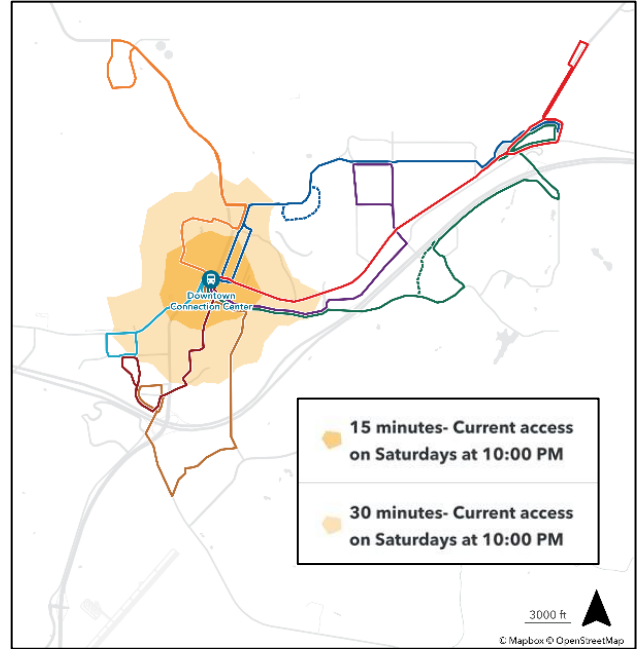 Downtown
Connection Center
15 minutes- Current access
on Saturdays at 10:00 PM
30 minutes- Current access
on Saturdays at 10:00 PM
3000 ft
© Mapbox © OpenStreetMap